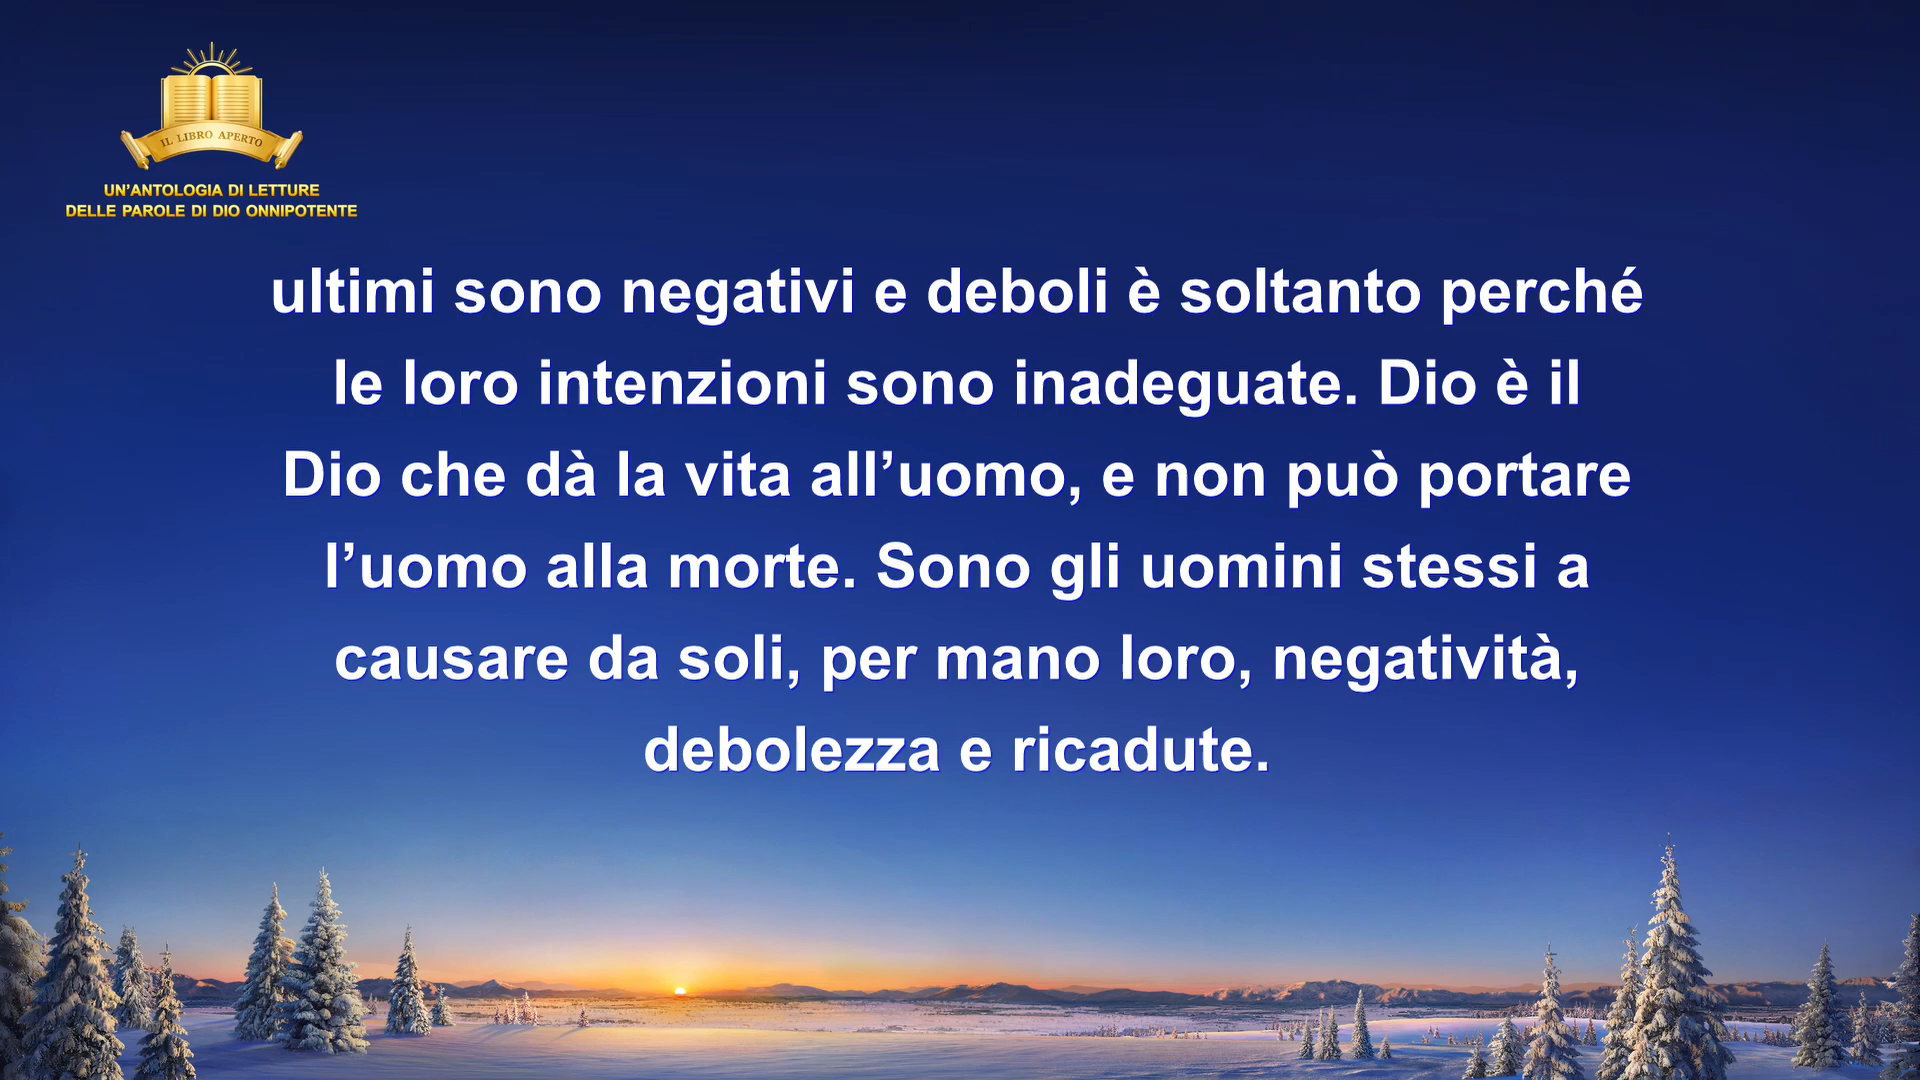 IL LIBRO APERTO
UN’ANTOLOGIA DI LETTURE
DELLE PAROLE DI DIO ONNIPOTENTE
ultimi sono negativi e deboli è soltanto perché
le loro intenzioni sono inadeguate. Dio è il
Dio che dà la vita all’uomo, e non può portare
l’uomo alla morte. Sono gli uomini stessi a
causare da soli, per mano loro, negatività,
debolezza e ricadute.